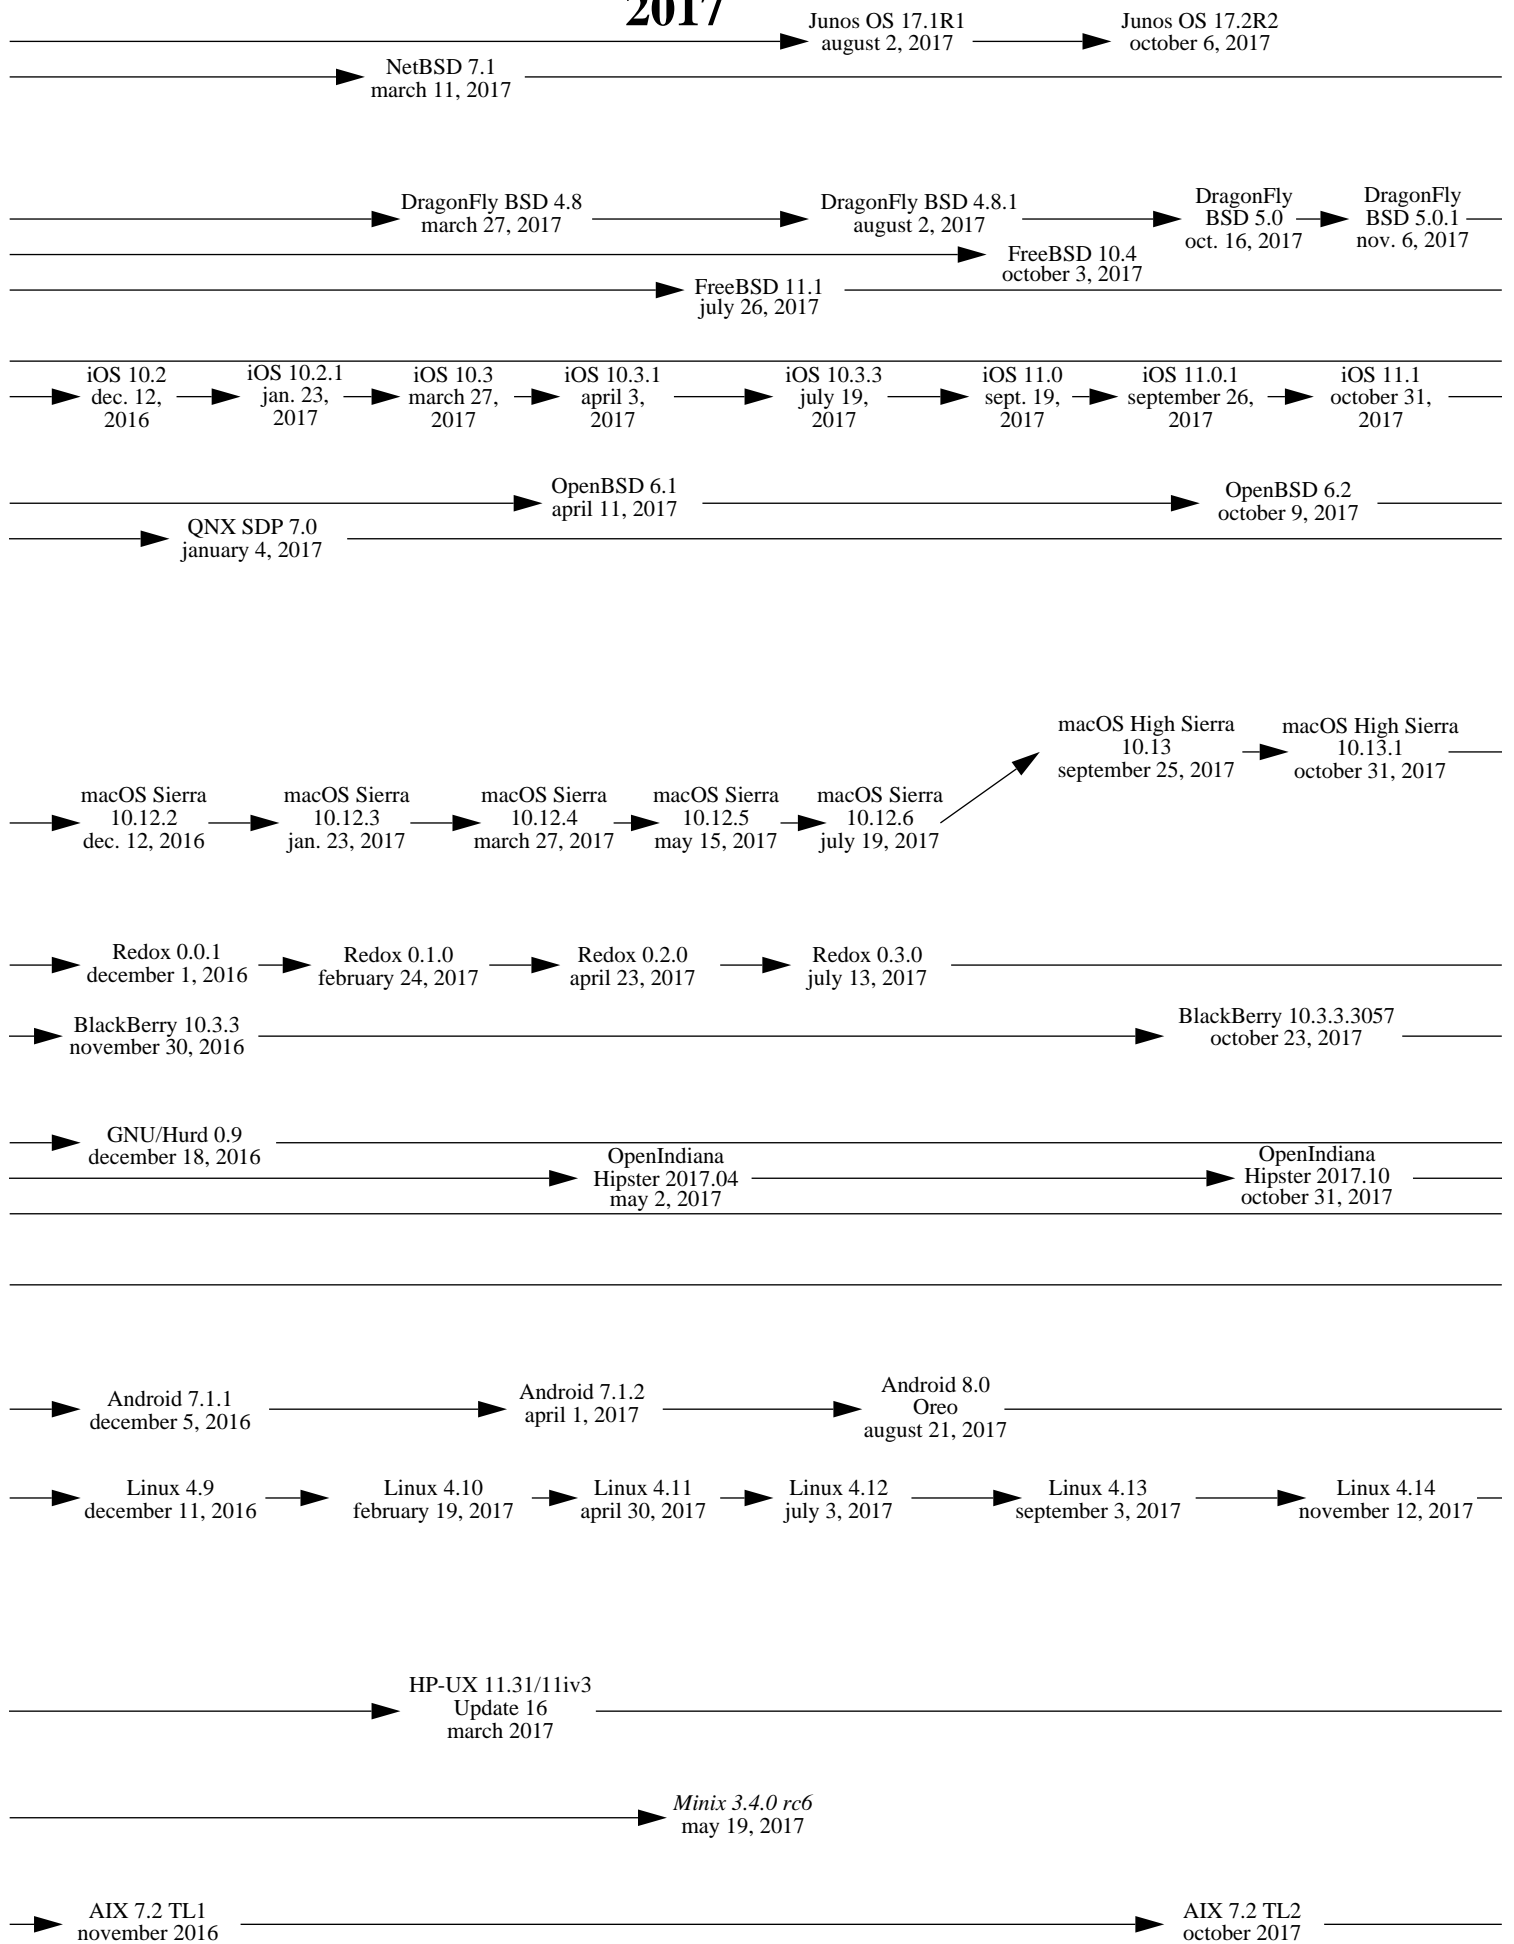 2017
Junos OS 17.1R1
august 2, 2017
Junos OS 17.2R2
october 6, 2017
NetBSD 7.1
march 11, 2017
DragonFly BSD 4.8
march 27, 2017
DragonFly BSD 4.8.1
august 2, 2017
DragonFly
BSD 5.0
oct. 16, 2017
DragonFly
BSD 5.0.1
nov. 6, 2017
FreeBSD 10.4
october 3, 2017
FreeBSD 11.1
july 26, 2017
iOS 10.2
dec. 12,
2016
iOS 10.2.1
jan. 23,
2017
iOS 10.3
march 27,
2017
iOS 10.3.1
april 3,
2017
iOS 10.3.3
july 19,
2017
iOS 11.0
sept. 19,
2017
iOS 11.0.1
september 26,
2017
iOS 11.1
october 31,
2017
OpenBSD 6.1
april 11, 2017
OpenBSD 6.2
october 9, 2017
QNX SDP 7.0
january 4, 2017
macOS High Sierra
10.13
september 25, 2017
macOS High Sierra
10.13.1
october 31, 2017
macOS Sierra
10.12.2
dec. 12, 2016
macOS Sierra
10.12.3
jan. 23, 2017
macOS Sierra
10.12.4
march 27, 2017
macOS Sierra
10.12.5
may 15, 2017
macOS Sierra
10.12.6
july 19, 2017
Redox 0.0.1
december 1, 2016
Redox 0.1.0
february 24, 2017
Redox 0.2.0
april 23, 2017
Redox 0.3.0
july 13, 2017
BlackBerry 10.3.3
november 30, 2016
BlackBerry 10.3.3.3057
october 23, 2017
GNU/Hurd 0.9
december 18, 2016
OpenIndiana
Hipster 2017.04
may 2, 2017
OpenIndiana
Hipster 2017.10
october 31, 2017
Android 7.1.1
december 5, 2016
Android 7.1.2
april 1, 2017
Android 8.0
Oreo
august 21, 2017
Linux 4.9
december 11, 2016
Linux 4.10
february 19, 2017
Linux 4.11
april 30, 2017
Linux 4.12
july 3, 2017
Linux 4.13
september 3, 2017
Linux 4.14
november 12, 2017
HP-UX 11.31/11iv3
Update 16
march 2017
Minix 3.4.0 rc6
may 19, 2017
AIX 7.2 TL1
november 2016
AIX 7.2 TL2
october 2017